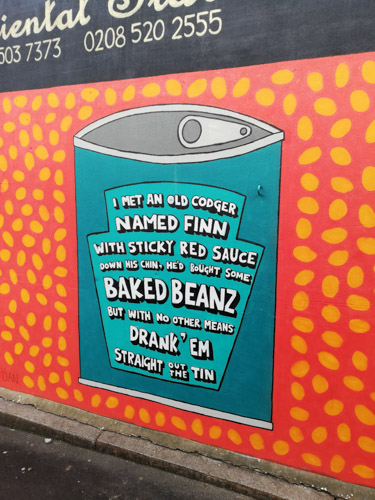 503 7373 0208 520 2555
I MET AN OLD CODGER
NAMED FINN
WITH STICKY RED SAUCE
DOWN HIS CHIN, HE'D BOUGHT SOME
BAKED BEANZ
BUT WITH NO OTHER MEANS
DRANK 'EM
STRAIGHT OUT THE TIN